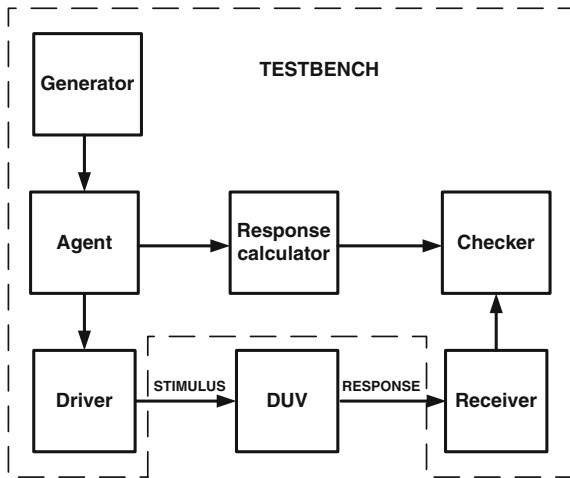 TESTBENCH
Generator
Agent
Response
calculator
Checker
Driver
STIMULUS
DUV
RESPONSE
Receiver